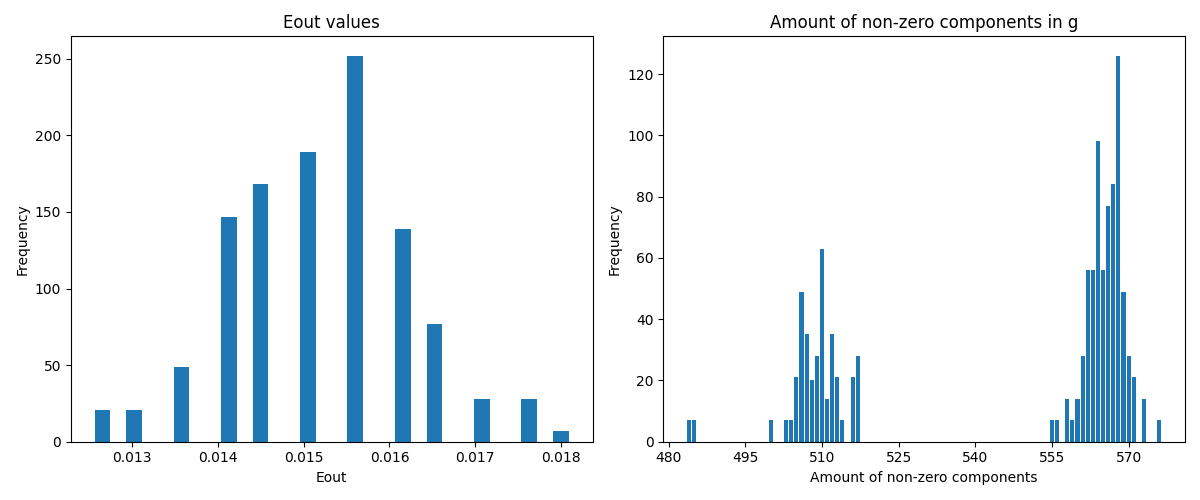 Eout values
Frequency
250
200
150
100
50
0
0.013 0.014 0.015 0.016 0.017 0.018
Eout
Amount of non-zero components in g
Frequency
120
100
80
60
40
20
0
480 495 510 525 540 555 570
Amount of non-zero components